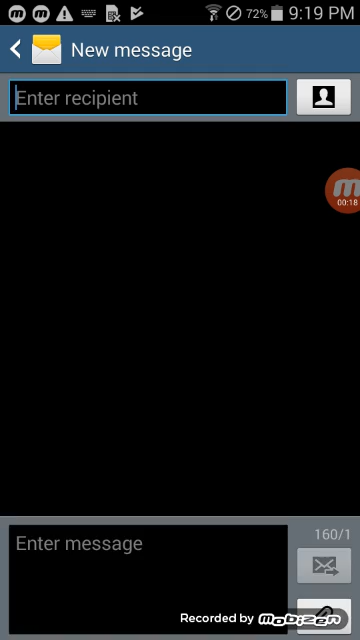 72% 9:19 PM
New message
Enter recipient
00:18
160/1
Enter message
Recorded by mobizen